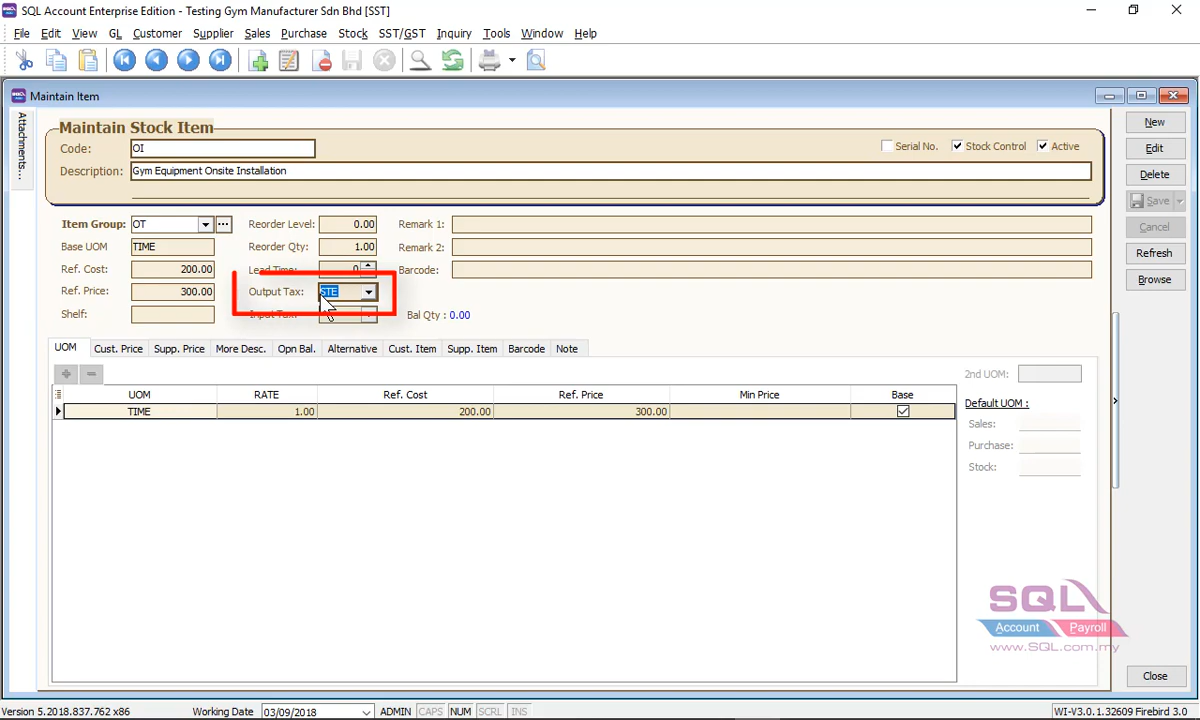 SQL Account Enterprise Edition - Testing Gym Manufacturer Sdn Bhd [SST]
File Edit View GL Customer Supplier Sales Purchase Stock SST/GST Inquiry Tools Window Help
Maintain Item
Attachments...
Maintain Stock Item
Code: OI
Serial No. Stock Control Active
Description: Gym Equipment Onsite Installation
Item Group: OT Reorder Level: 0.00 Remark 1:
Base UOM TIME Reorder Qty: 1.00 Remark 2:
Ref. Cost: 200.00 Lead Time: 0 Barcode:
Ref. Price: 300.00 Output Tax: STE
Shelf: Input Tax: Bal Qty : 0.00
UOM Cust. Price Supp. Price More Desc. Opn Bal. Alternative Cust. Item Supp. Item Barcode Note
UOM RATE Ref. Cost Ref. Price Min Price Base
TIME 1.00 200.00 300.00
2nd UOM:
Default UOM :
Sales:
Purchase:
Stock:
New
Edit
Delete
Save
Cancel
Refresh
Browse
SQL
Account Payroll
www.SQL.com.my
Close
Version 5.2018.837.762 x86 Working Date 03/09/2018 ADMIN CAPS NUM SCRL INS WI-V3.0.1.32609 Firebird 3.0